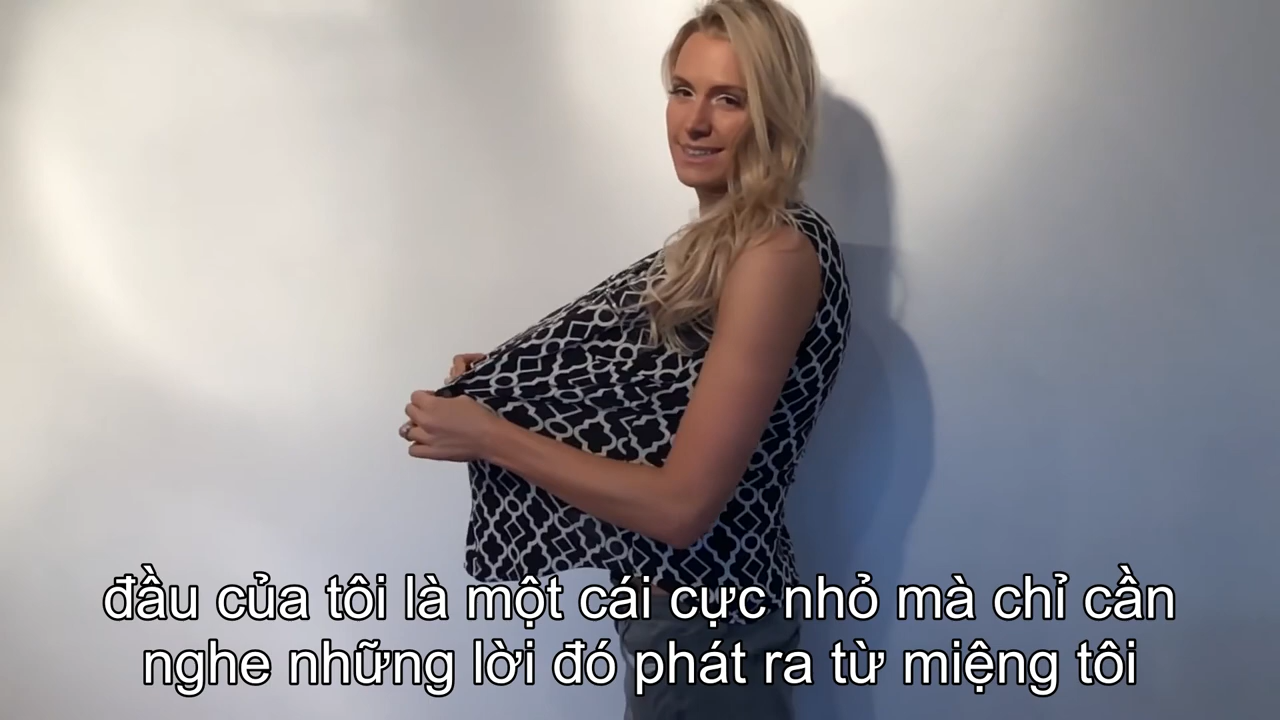 đầu của tôi là một cái cực nhỏ mà chỉ cần
nghe những lời đó phát ra từ miệng tôi